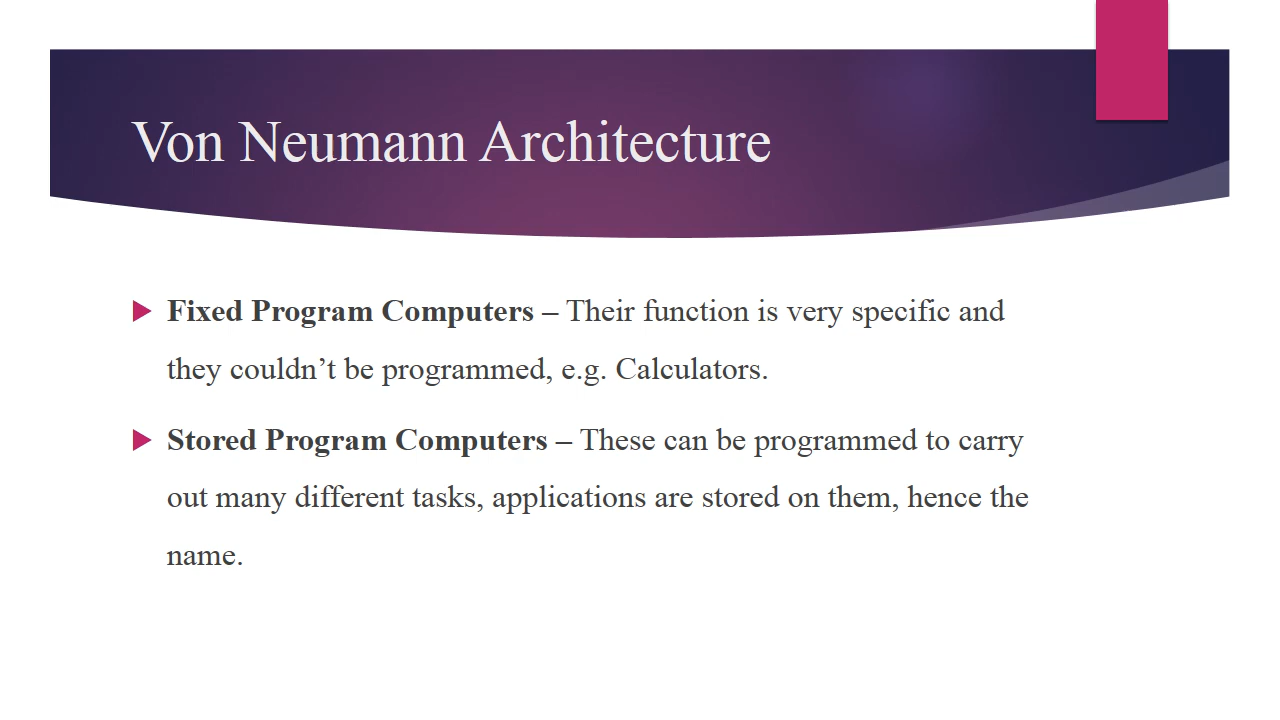 Von Neumann Architecture
Fixed Program Computers – Their function is very specific and
they couldn’t be programmed, e.g. Calculators.
Stored Program Computers – These can be programmed to carry
out many different tasks, applications are stored on them, hence the
name.